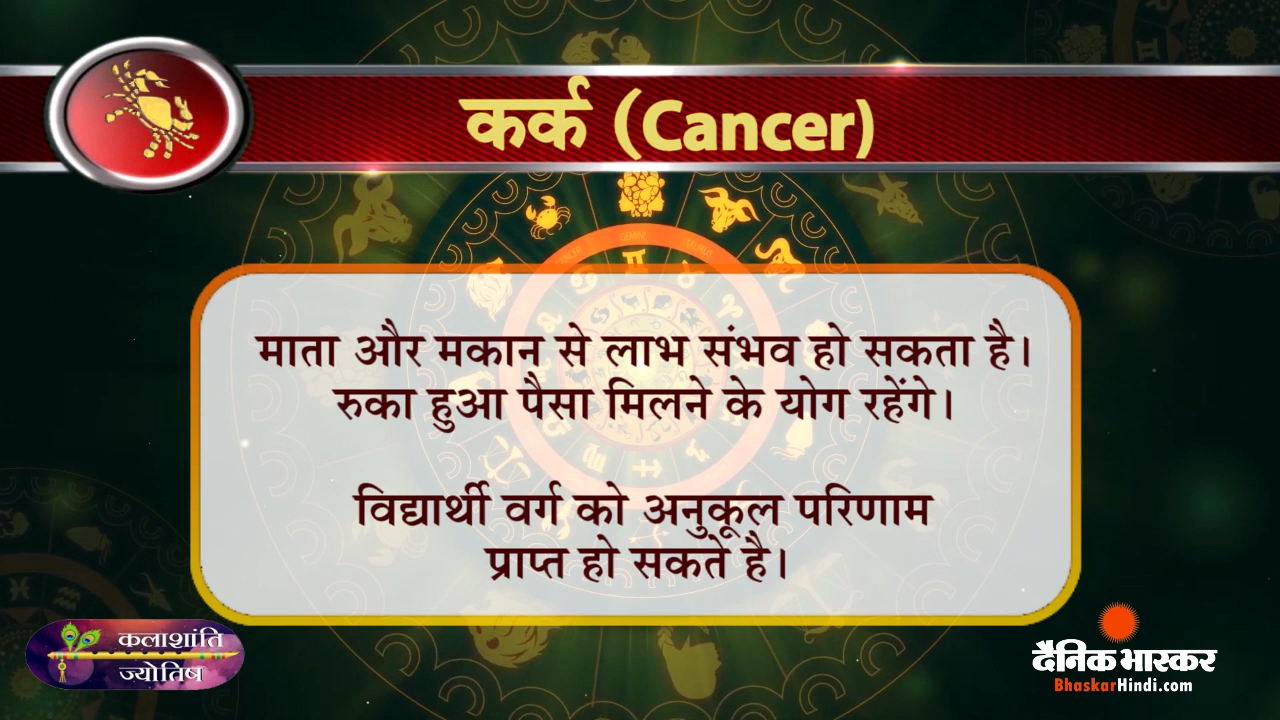 कर्क (Cancer)
माता और मकान से लाभ संभव हो सकता है।
रुका हुआ पैसा मिलने के योग रहेंगे।
विद्यार्थी वर्ग को अनुकूल परिणाम
प्राप्त हो सकते है।
कलाशांति
ज्योतिष
दैनिक भास्कर
BhaskarHindi.com